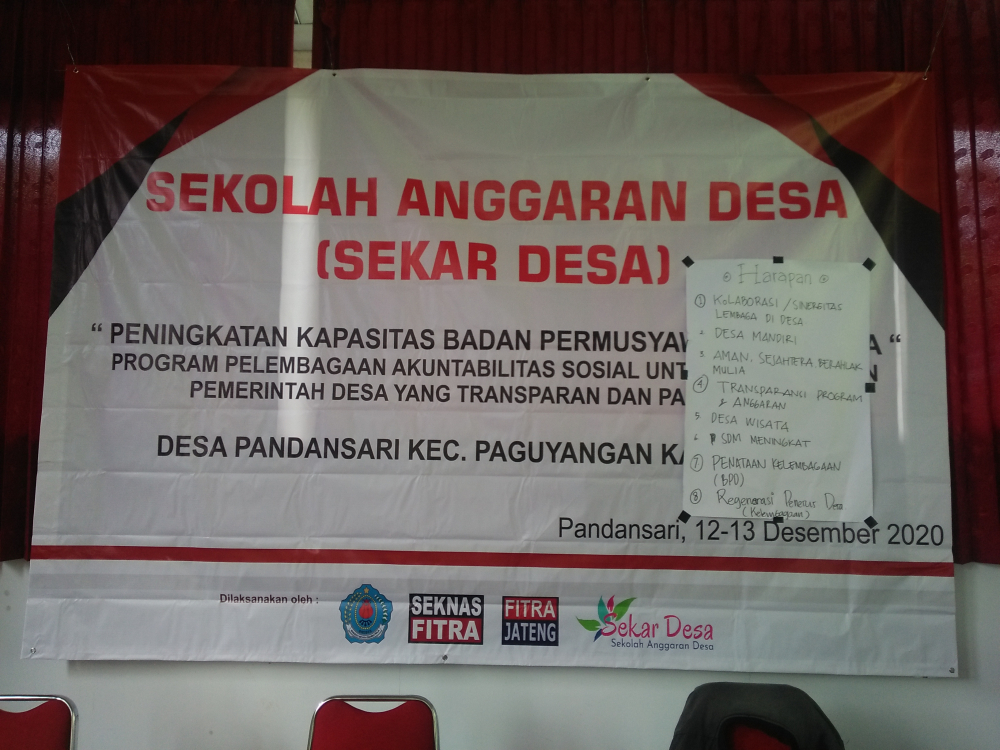 SEKOLAH ANGGARAN DESA
(SEKAR DESA)
“ PENINGKATAN KAPASITAS BADAN PERMUSYAW A “
PROGRAM PELEMBAGAAN AKUNTABILITAS SOSIAL UNT N
PEMERINTAH DESA YANG TRANSPARAN DAN PA
DESA PANDANSARI KEC. PAGUYANGAN KA
Harapan
1 KOLABORASI / SINERGITAS
LEMBAGA DI DESA
2 DESA MANDIRI
3 AMAN, SEJAHTERA, BERAHLAK
MULIA
4 TRANSPARANSI PROGRAM
& ANGGARAN
5 DESA WISATA
6 SDM MENINGKAT
7 PENATAAN KELEMBAGAAN
(BPD)
8 Regenerasi Penerus Desa
(Kelembagaan)
Pandansari, 12-13 Desember 2020
Dilaksanakan oleh :
SEKNAS
FITRA
FITRA
JATENG
Sekar Desa
Sekolah Anggaran Desa